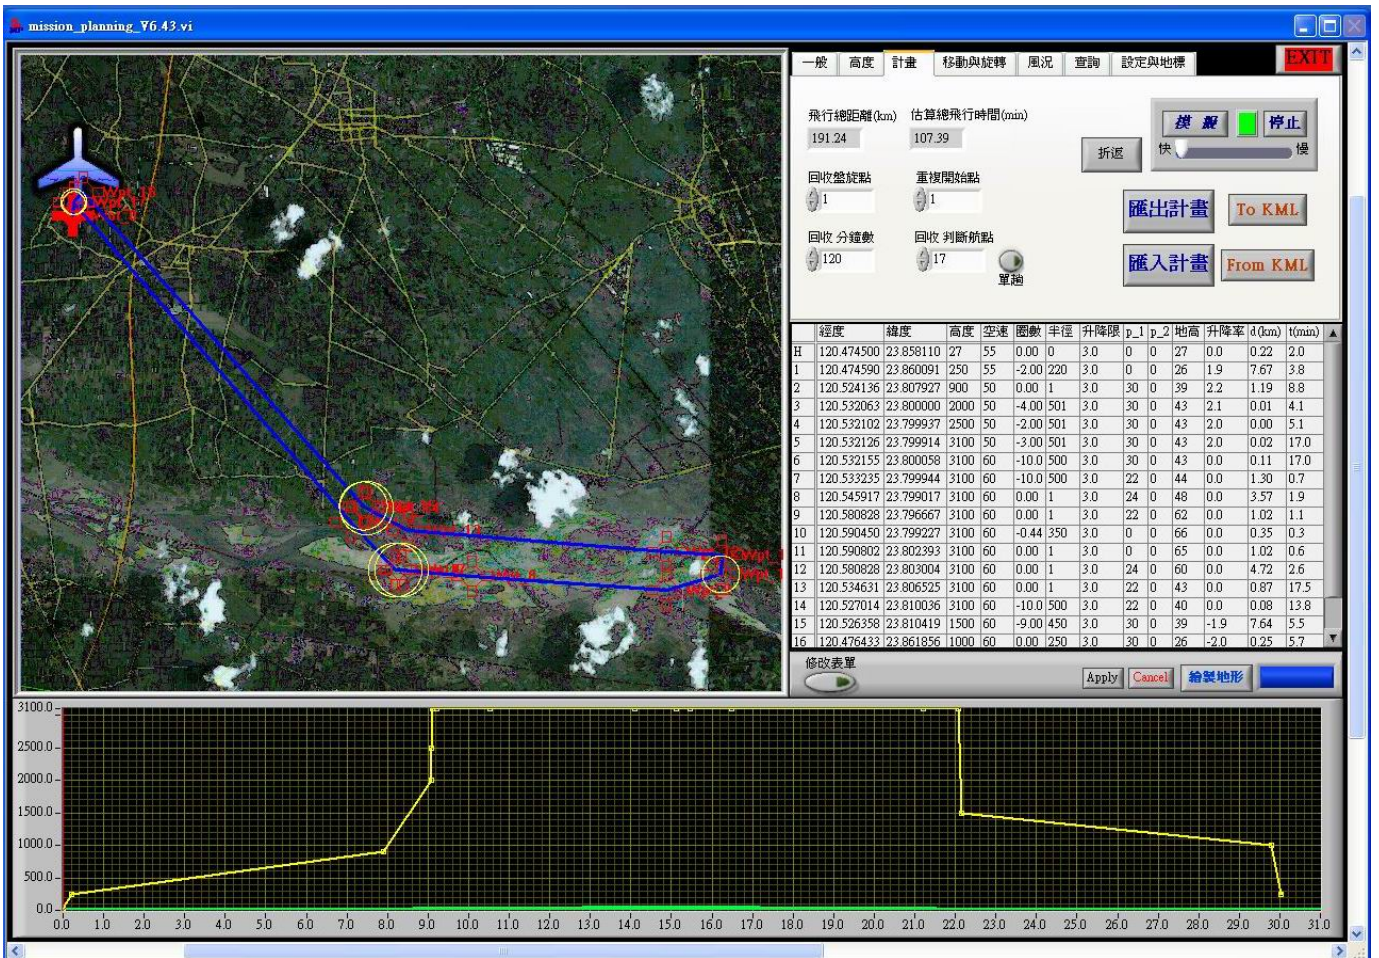 mission_planning_V6.43.vi
一般 高度 計畫 移動與旋轉 風況 查詢 設定與地標 EXIT
飛行總距離(km) 估算總飛行時間(min)
191.24 107.39
模擬 停止
快 慢
折返
回收盤旋點 重複開始點
1 1
匯出計畫 To KML
回收 分鐘數 回收 判斷航點
120 17
單趟
匯入計畫 From KML
經度 緯度 高度 空速 圈數 半徑 升降限 p_1 p_2 地高 升降率 d(km) t(min)
H 120.474500 23.858110 27 55 0.00 0 3.0 0 0 27 0.0 0.22 2.0
1 120.474590 23.860091 250 55 -2.00 220 3.0 0 0 26 1.9 7.67 3.8
2 120.524136 23.807927 900 50 0.00 1 3.0 30 0 39 2.2 1.19 8.8
3 120.532063 23.800000 2000 50 -4.00 501 3.0 30 0 43 2.1 0.01 4.1
4 120.532102 23.799937 2500 50 -2.00 501 3.0 30 0 43 2.0 0.00 5.1
5 120.532126 23.799914 3100 50 -3.00 501 3.0 30 0 43 2.0 0.02 17.0
6 120.532155 23.800058 3100 60 -10.0 500 3.0 30 0 43 0.0 0.11 17.0
7 120.533235 23.799944 3100 60 -10.0 500 3.0 22 0 44 0.0 1.30 0.7
8 120.545917 23.799017 3100 60 0.00 1 3.0 24 0 48 0.0 3.57 1.9
9 120.580828 23.796667 3100 60 0.00 1 3.0 22 0 62 0.0 1.02 1.1
10 120.590450 23.799227 3100 60 -0.44 350 3.0 0 0 66 0.0 0.35 0.3
11 120.590802 23.802393 3100 60 0.00 1 3.0 0 0 65 0.0 1.02 0.6
12 120.580828 23.803004 3100 60 0.00 1 3.0 24 0 60 0.0 4.72 2.6
13 120.534631 23.806525 3100 60 0.00 1 3.0 22 0 43 0.0 0.87 17.5
14 120.527014 23.810036 3100 60 -10.0 500 3.0 22 0 40 0.0 0.08 13.8
15 120.526358 23.810419 1500 60 -9.00 450 3.0 30 0 39 -1.9 7.64 5.5
16 120.476433 23.861856 1000 60 0.00 250 3.0 30 0 26 -2.0 0.25 5.7
修改表單
Apply Cancel 繪製地形
3100.0
2500.0
2000.0
1500.0
1000.0
500.0
0.0
0.0 1.0 2.0 3.0 4.0 5.0 6.0 7.0 8.0 9.0 10.0 11.0 12.0 13.0 14.0 15.0 16.0 17.0 18.0 19.0 20.0 21.0 22.0 23.0 24.0 25.0 26.0 27.0 28.0 29.0 30.0 31.0